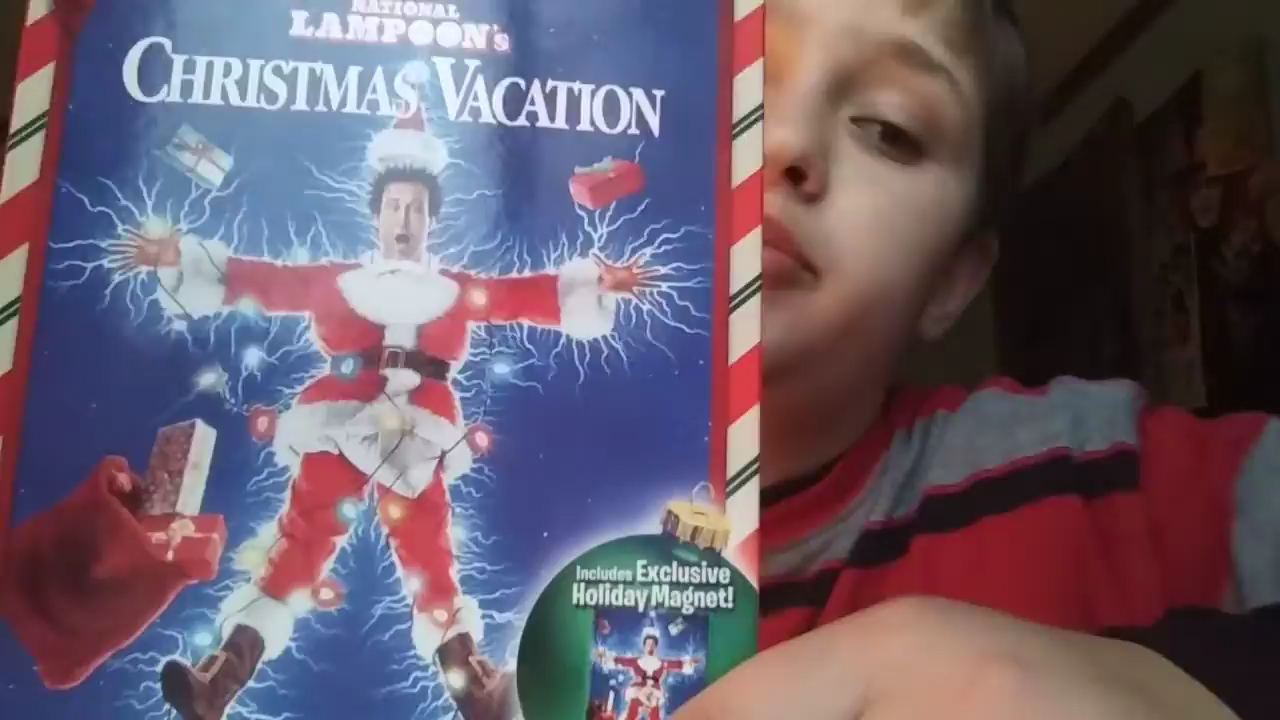 NATIONAL
LAMPOON's
CHRISTMAS VACATION
Includes Exclusive
Holiday Magnet!